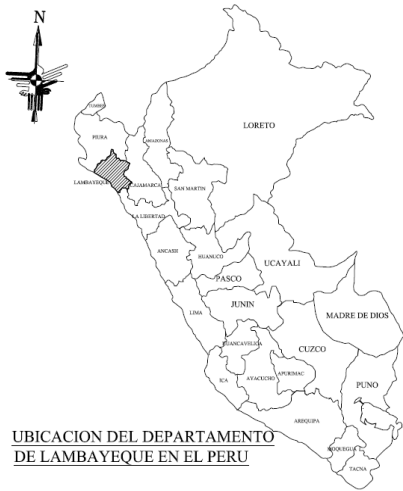 N
TUMBES
LORETO
PIURA
AMAZONAS
LAMBAYEQUE
CAJAMARCA
SAN MARTIN
LA LIBERTAD
ANCASH
HUANUCO
UCAYALI
PASCO
JUNIN
LIMA
MADRE DE DIOS
HUANCAVELICA
CUZCO
ICA
AYACUCHO
APURIMAC
PUNO
AREQUIPA
MOQUEGUA
TACNA
UBICACION DEL DEPARTAMENTO
DE LAMBAYEQUE EN EL PERU